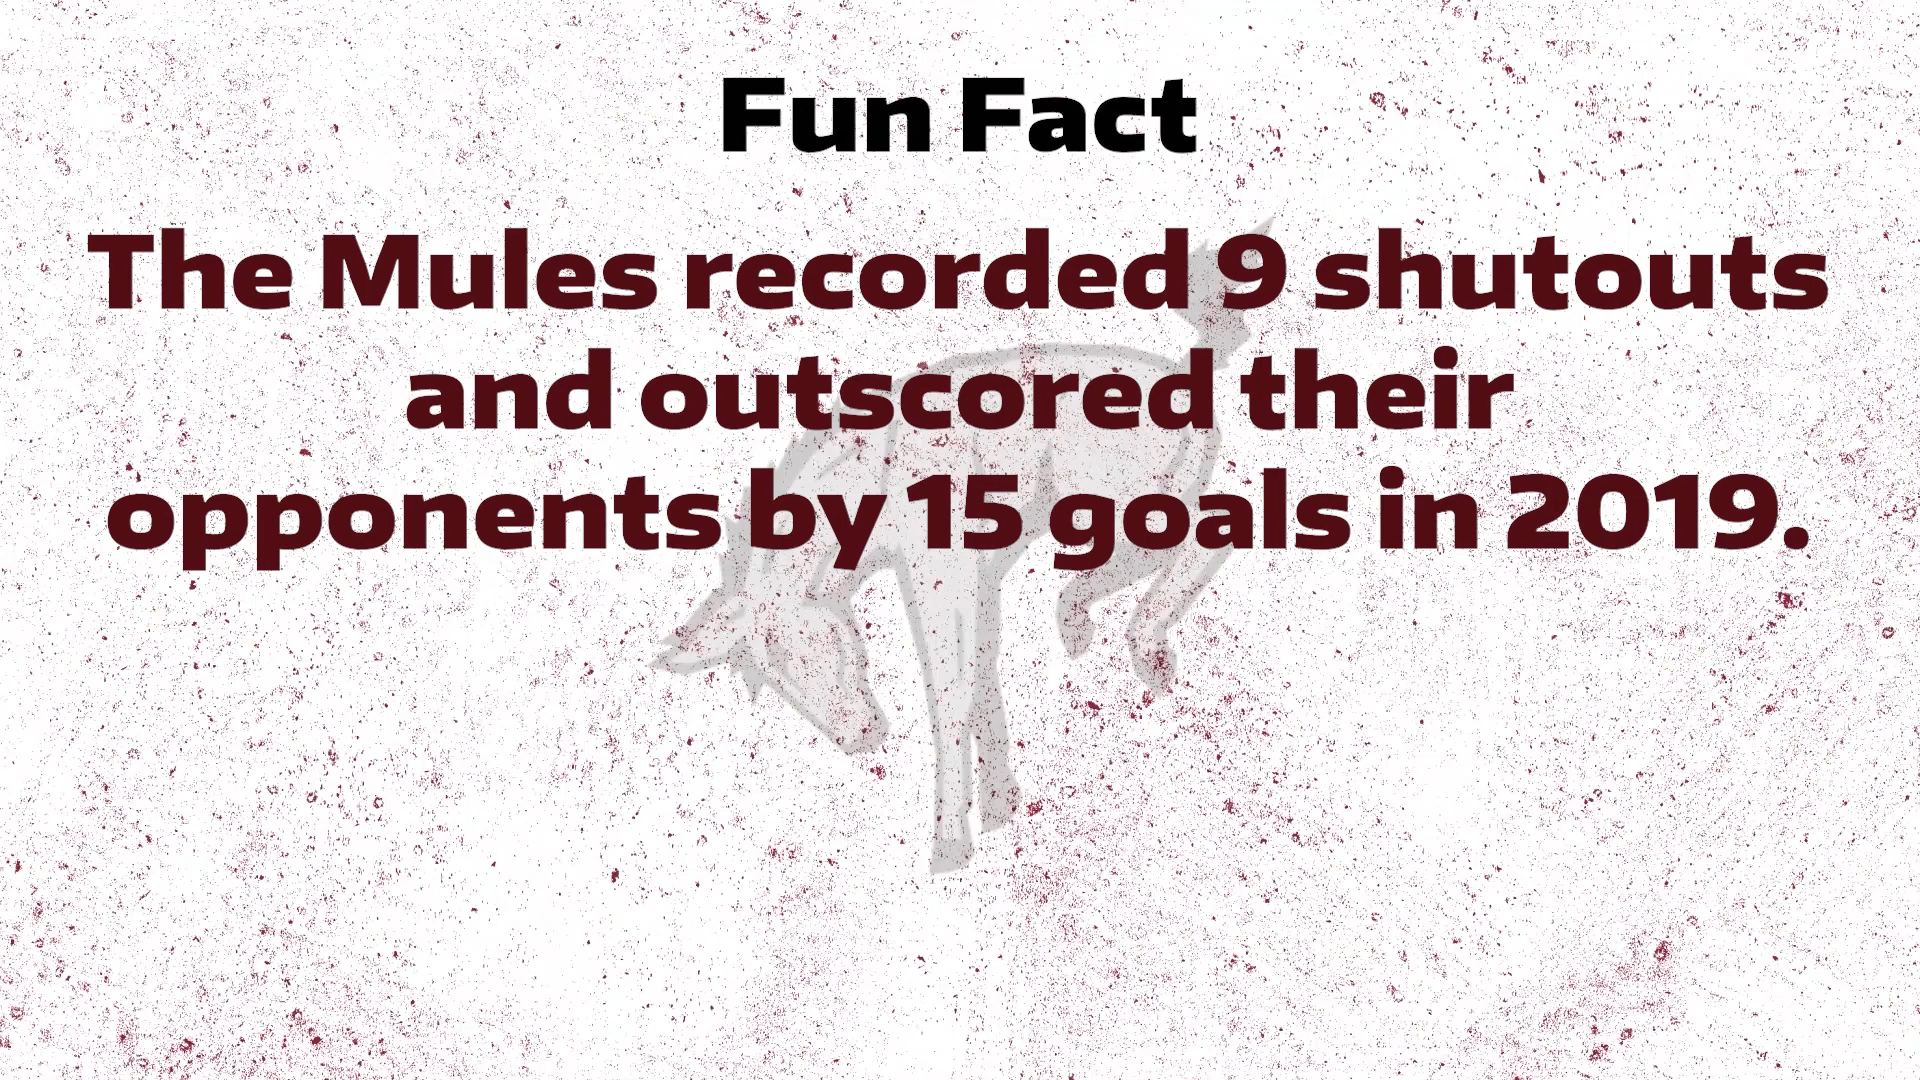 Fun Fact
The Mules recorded 9 shutouts
and outscored their
opponents by 15 goals in 2019.